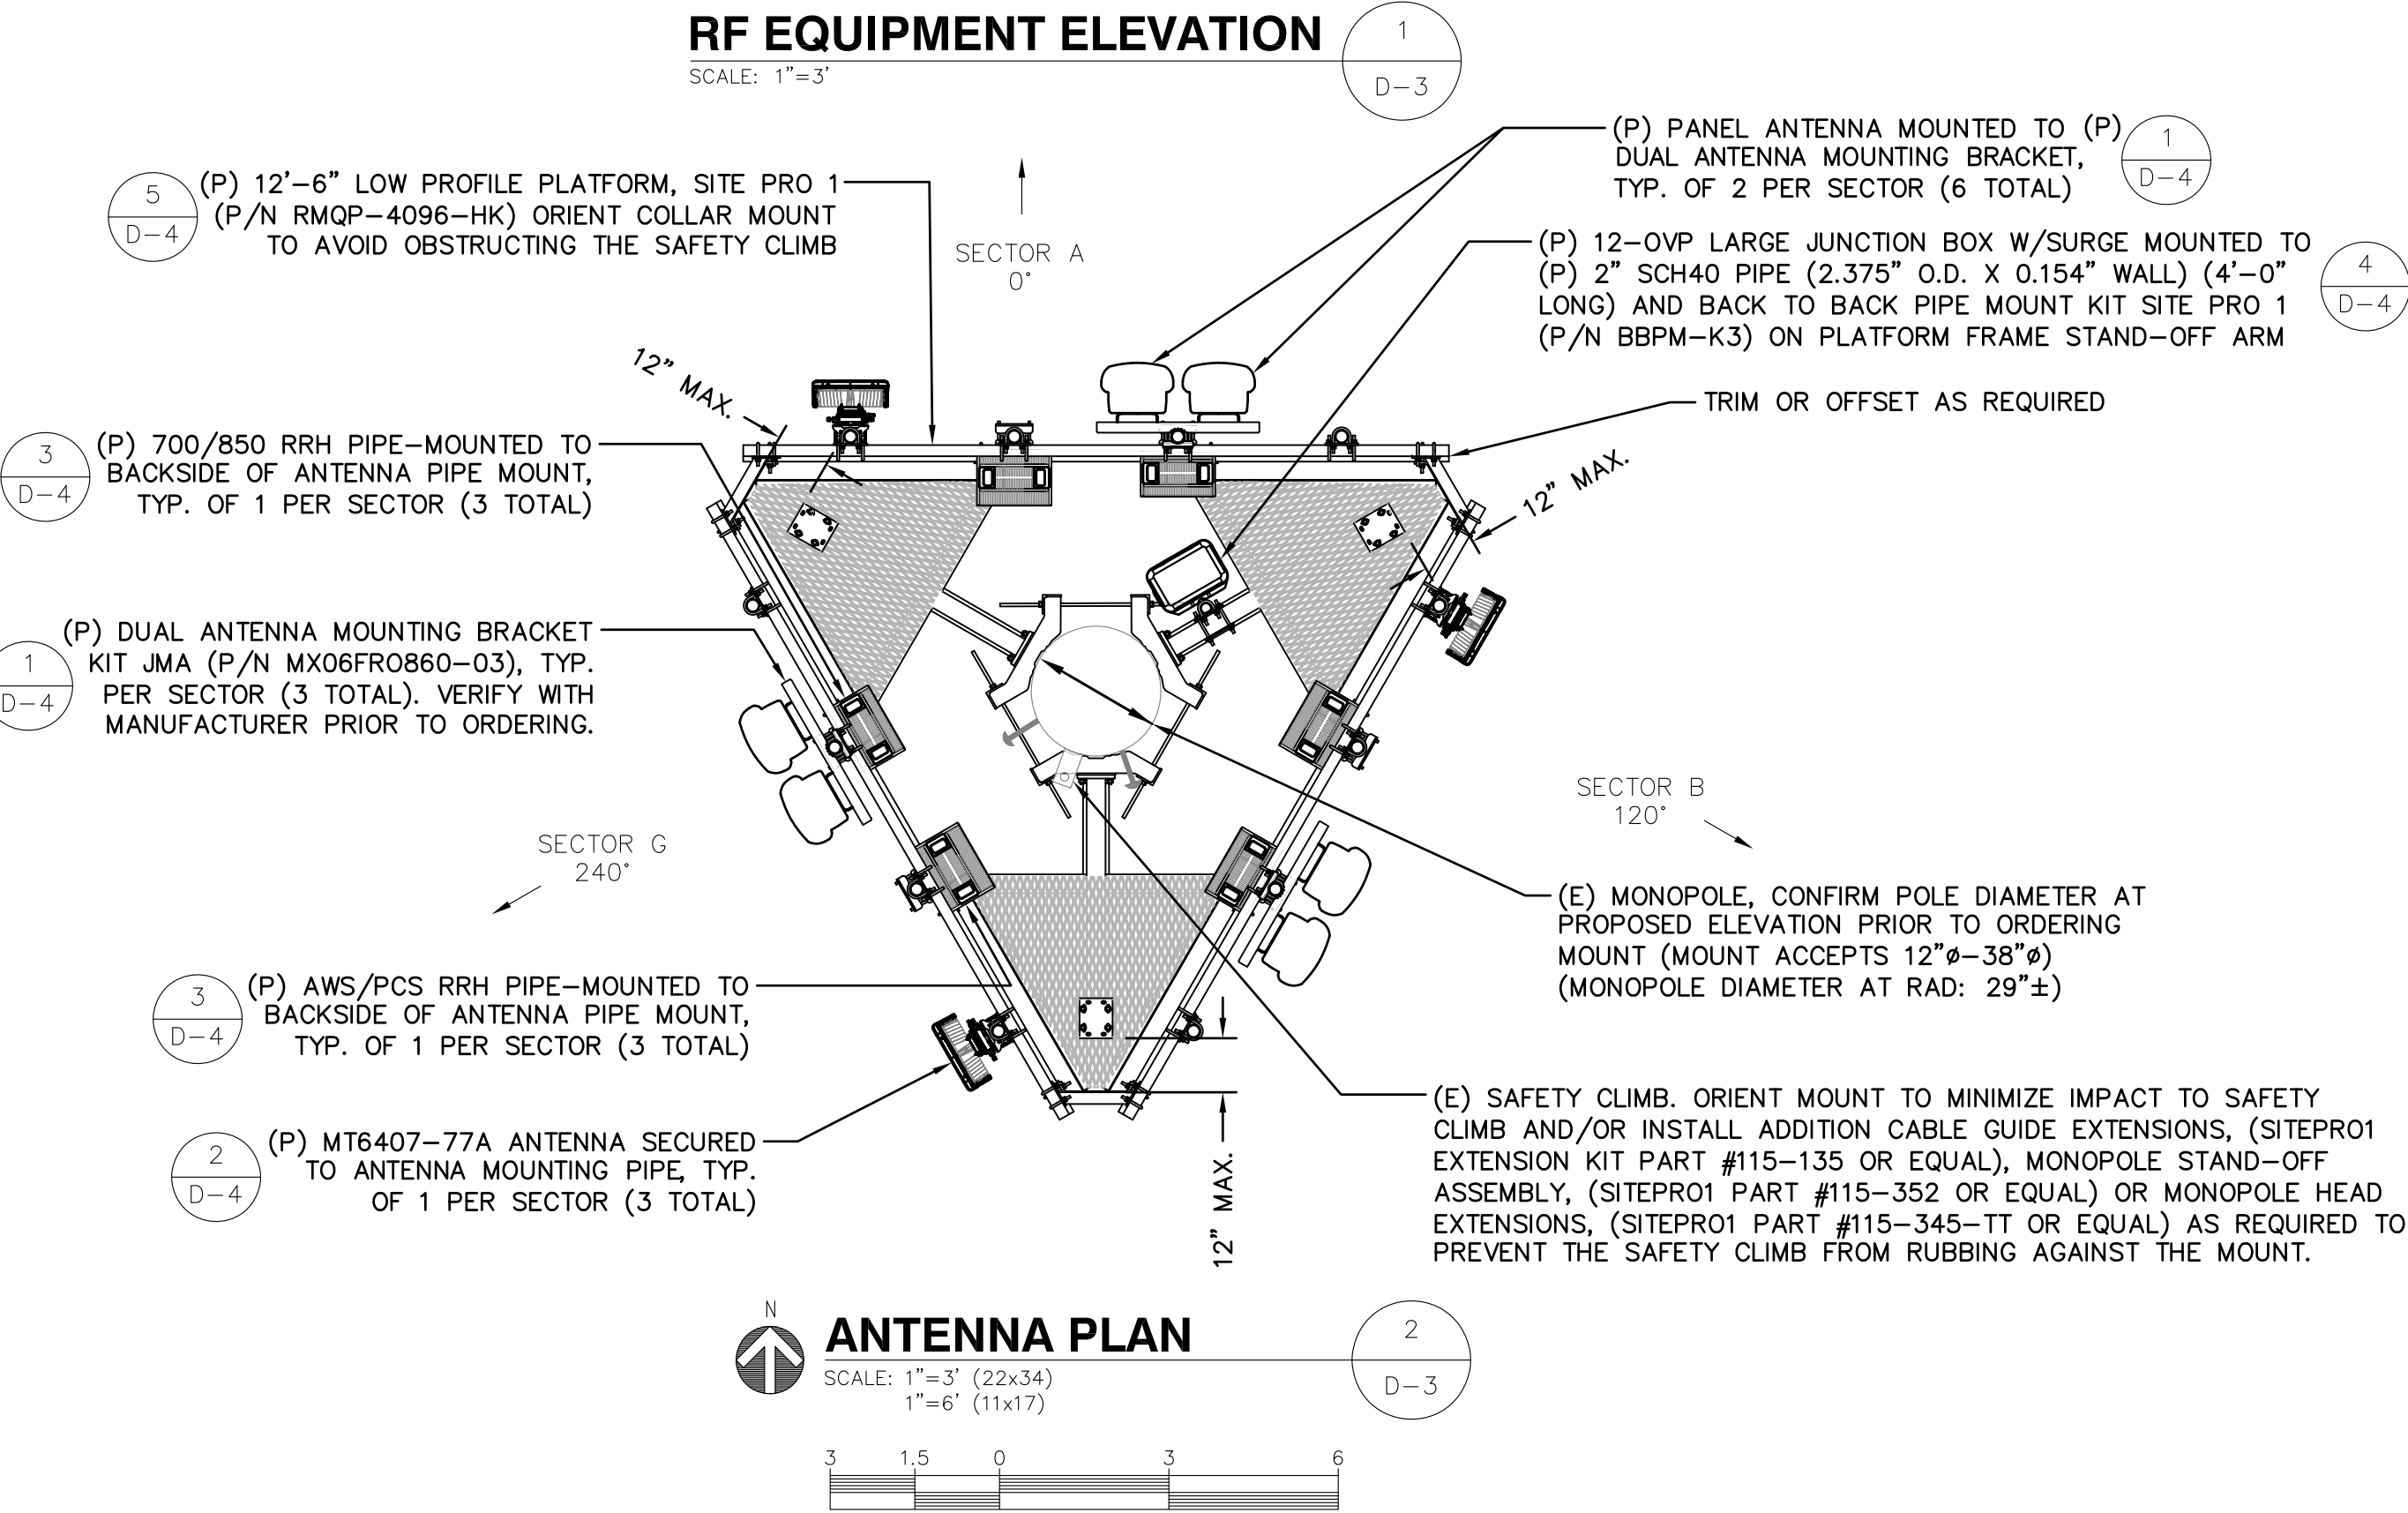 RF EQUIPMENT ELEVATION
SCALE: 1"=3'
1
D-3
5
D-4
(P) 12'-6" LOW PROFILE PLATFORM, SITE PRO 1
(P/N RMQP-4096-HK) ORIENT COLLAR MOUNT
TO AVOID OBSTRUCTING THE SAFETY CLIMB
SECTOR A
0°
(P) PANEL ANTENNA MOUNTED TO (P)
DUAL ANTENNA MOUNTING BRACKET,
TYP. OF 2 PER SECTOR (6 TOTAL)
1
D-4
(P) 12-OVP LARGE JUNCTION BOX W/SURGE MOUNTED TO
(P) 2" SCH40 PIPE (2.375" O.D. X 0.154" WALL) (4'-0"
LONG) AND BACK TO BACK PIPE MOUNT KIT SITE PRO 1
(P/N BBPM-K3) ON PLATFORM FRAME STAND-OFF ARM
4
D-4
12" MAX.
TRIM OR OFFSET AS REQUIRED
3
D-4
(P) 700/850 RRH PIPE-MOUNTED TO
BACKSIDE OF ANTENNA PIPE MOUNT,
TYP. OF 1 PER SECTOR (3 TOTAL)
12" MAX.
1
D-4
(P) DUAL ANTENNA MOUNTING BRACKET
KIT JMA (P/N MX06FRO860-03), TYP.
PER SECTOR (3 TOTAL). VERIFY WITH
MANUFACTURER PRIOR TO ORDERING.
SECTOR B
120°
SECTOR G
240°
(E) MONOPOLE, CONFIRM POLE DIAMETER AT
PROPOSED ELEVATION PRIOR TO ORDERING
MOUNT (MOUNT ACCEPTS 12"ø-38"ø)
(MONOPOLE DIAMETER AT RAD: 29"±)
3
D-4
(P) AWS/PCS RRH PIPE-MOUNTED TO
BACKSIDE OF ANTENNA PIPE MOUNT,
TYP. OF 1 PER SECTOR (3 TOTAL)
2
D-4
(P) MT6407-77A ANTENNA SECURED
TO ANTENNA MOUNTING PIPE, TYP.
OF 1 PER SECTOR (3 TOTAL)
12" MAX.
(E) SAFETY CLIMB. ORIENT MOUNT TO MINIMIZE IMPACT TO SAFETY
CLIMB AND/OR INSTALL ADDITION CABLE GUIDE EXTENSIONS, (SITEPRO1
EXTENSION KIT PART #115-135 OR EQUAL), MONOPOLE STAND-OFF
ASSEMBLY, (SITEPRO1 PART #115-352 OR EQUAL) OR MONOPOLE HEAD
EXTENSIONS, (SITEPRO1 PART #115-345-TT OR EQUAL) AS REQUIRED TO
PREVENT THE SAFETY CLIMB FROM RUBBING AGAINST THE MOUNT.
N
ANTENNA PLAN
SCALE: 1"=3' (22x34)
1"=6' (11x17)
2
D-3
3 1.5 0 3 6